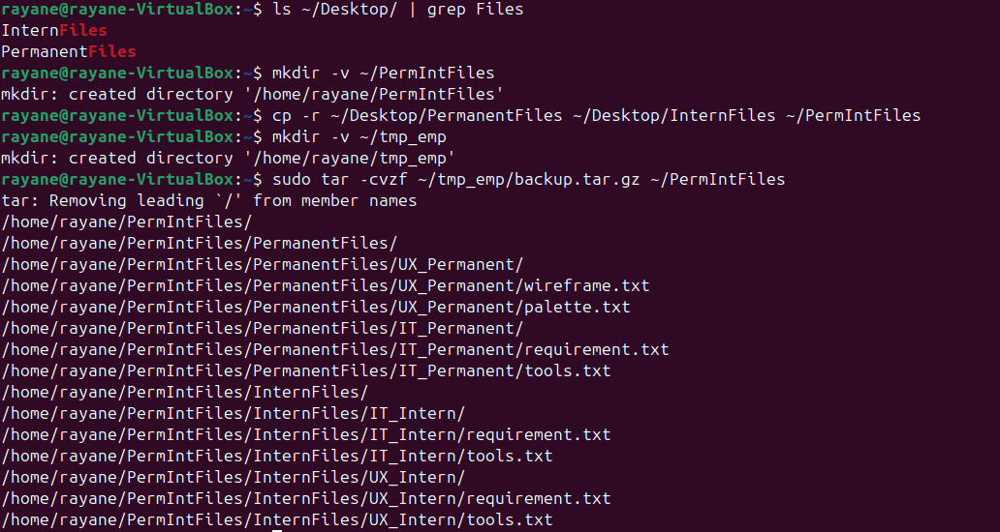 rayane@rayane-VirtualBox:~$ ls ~/Desktop/ | grep Files
InternFiles
PermanentFiles
rayane@rayane-VirtualBox:~$ mkdir -v ~/PermIntFiles
mkdir: created directory '/home/rayane/PermIntFiles'
rayane@rayane-VirtualBox:~$ cp -r ~/Desktop/PermanentFiles ~/Desktop/InternFiles ~/PermIntFiles
rayane@rayane-VirtualBox:~$ mkdir -v ~/tmp_emp
mkdir: created directory '/home/rayane/tmp_emp'
rayane@rayane-VirtualBox:~$ sudo tar -cvzf ~/tmp_emp/backup.tar.gz ~/PermIntFiles
tar: Removing leading `/' from member names
/home/rayane/PermIntFiles/
/home/rayane/PermIntFiles/PermanentFiles/
/home/rayane/PermIntFiles/PermanentFiles/UX_Permanent/
/home/rayane/PermIntFiles/PermanentFiles/UX_Permanent/wireframe.txt
/home/rayane/PermIntFiles/PermanentFiles/UX_Permanent/palette.txt
/home/rayane/PermIntFiles/PermanentFiles/IT_Permanent/
/home/rayane/PermIntFiles/PermanentFiles/IT_Permanent/requirement.txt
/home/rayane/PermIntFiles/PermanentFiles/IT_Permanent/tools.txt
/home/rayane/PermIntFiles/InternFiles/
/home/rayane/PermIntFiles/InternFiles/IT_Intern/
/home/rayane/PermIntFiles/InternFiles/IT_Intern/requirement.txt
/home/rayane/PermIntFiles/InternFiles/IT_Intern/tools.txt
/home/rayane/PermIntFiles/InternFiles/UX_Intern/
/home/rayane/PermIntFiles/InternFiles/UX_Intern/requirement.txt
/home/rayane/PermIntFiles/InternFiles/UX_Intern/tools.txt